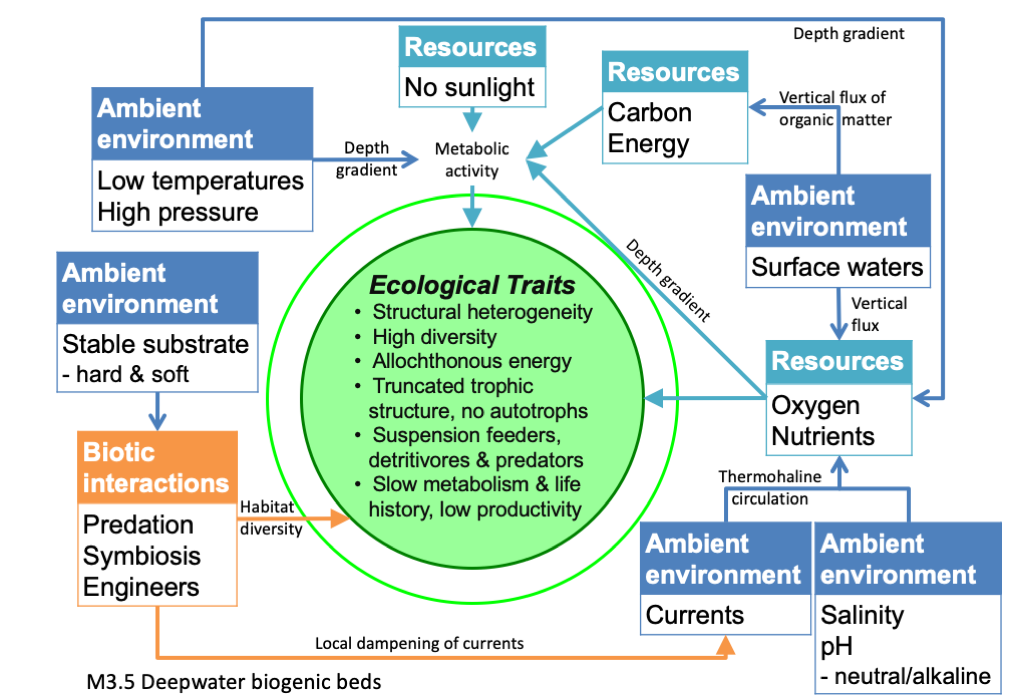 Depth gradient
Resources
No sunlight
Resources
Carbon
Energy
Vertical flux of
organic matter
Ambient
environment
Low temperatures
High pressure
Depth
gradient
Metabolic
activity
Ambient
environment
Surface waters
Depth gradient
Vertical
flux
Ambient
environment
Stable substrate
- hard & soft
Ecological Traits
• Structural heterogeneity
• High diversity
• Allochthonous energy
• Truncated trophic
structure, no autotrophs
• Suspension feeders,
detritivores & predators
• Slow metabolism & life
history, low productivity
Resources
Oxygen
Nutrients
Biotic
interactions
Predation
Symbiosis
Engineers
Habitat
diversity
Thermohaline
circulation
Ambient
environment
Currents
Ambient
environment
Salinity
pH
- neutral/alkaline
Local dampening of currents
M3.5 Deepwater biogenic beds